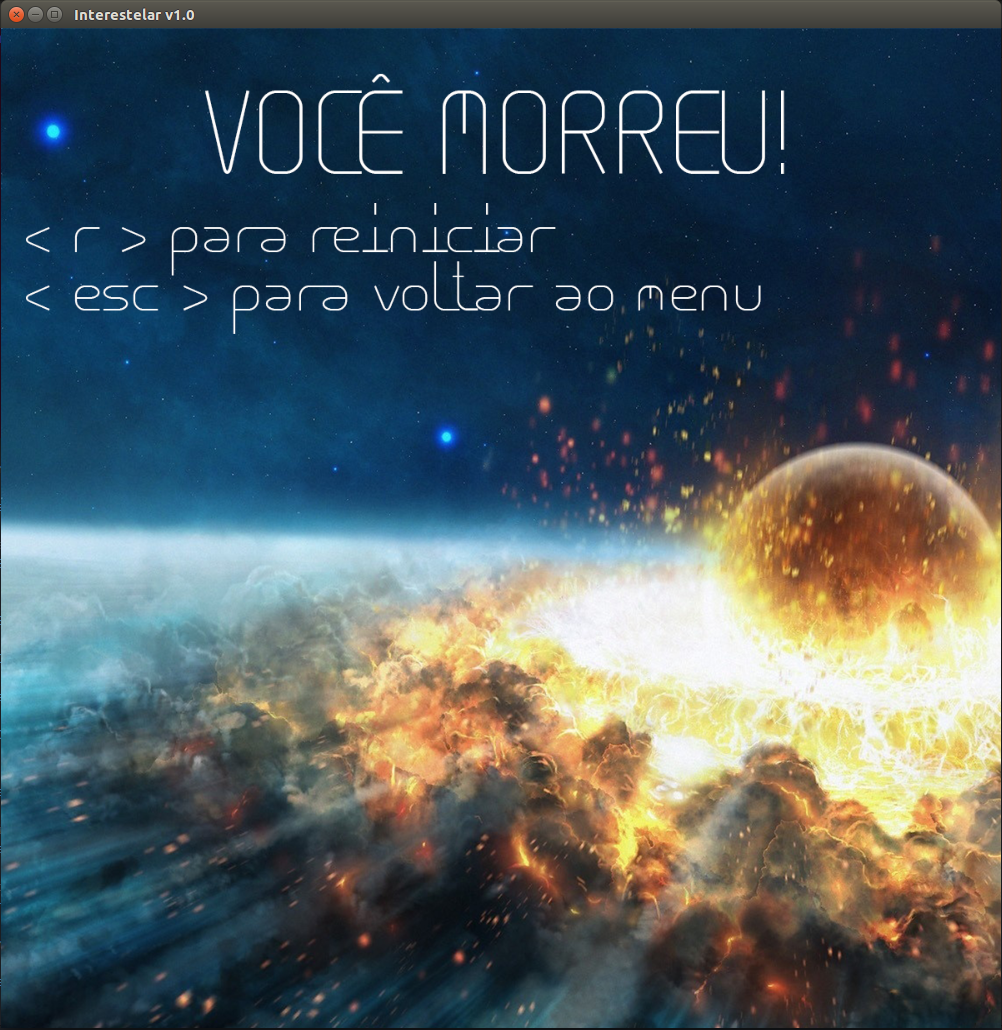 Interestelar v1.0
VOCÊ MORREU!
< r > para reiniciar
< esc > para voltar ao menu